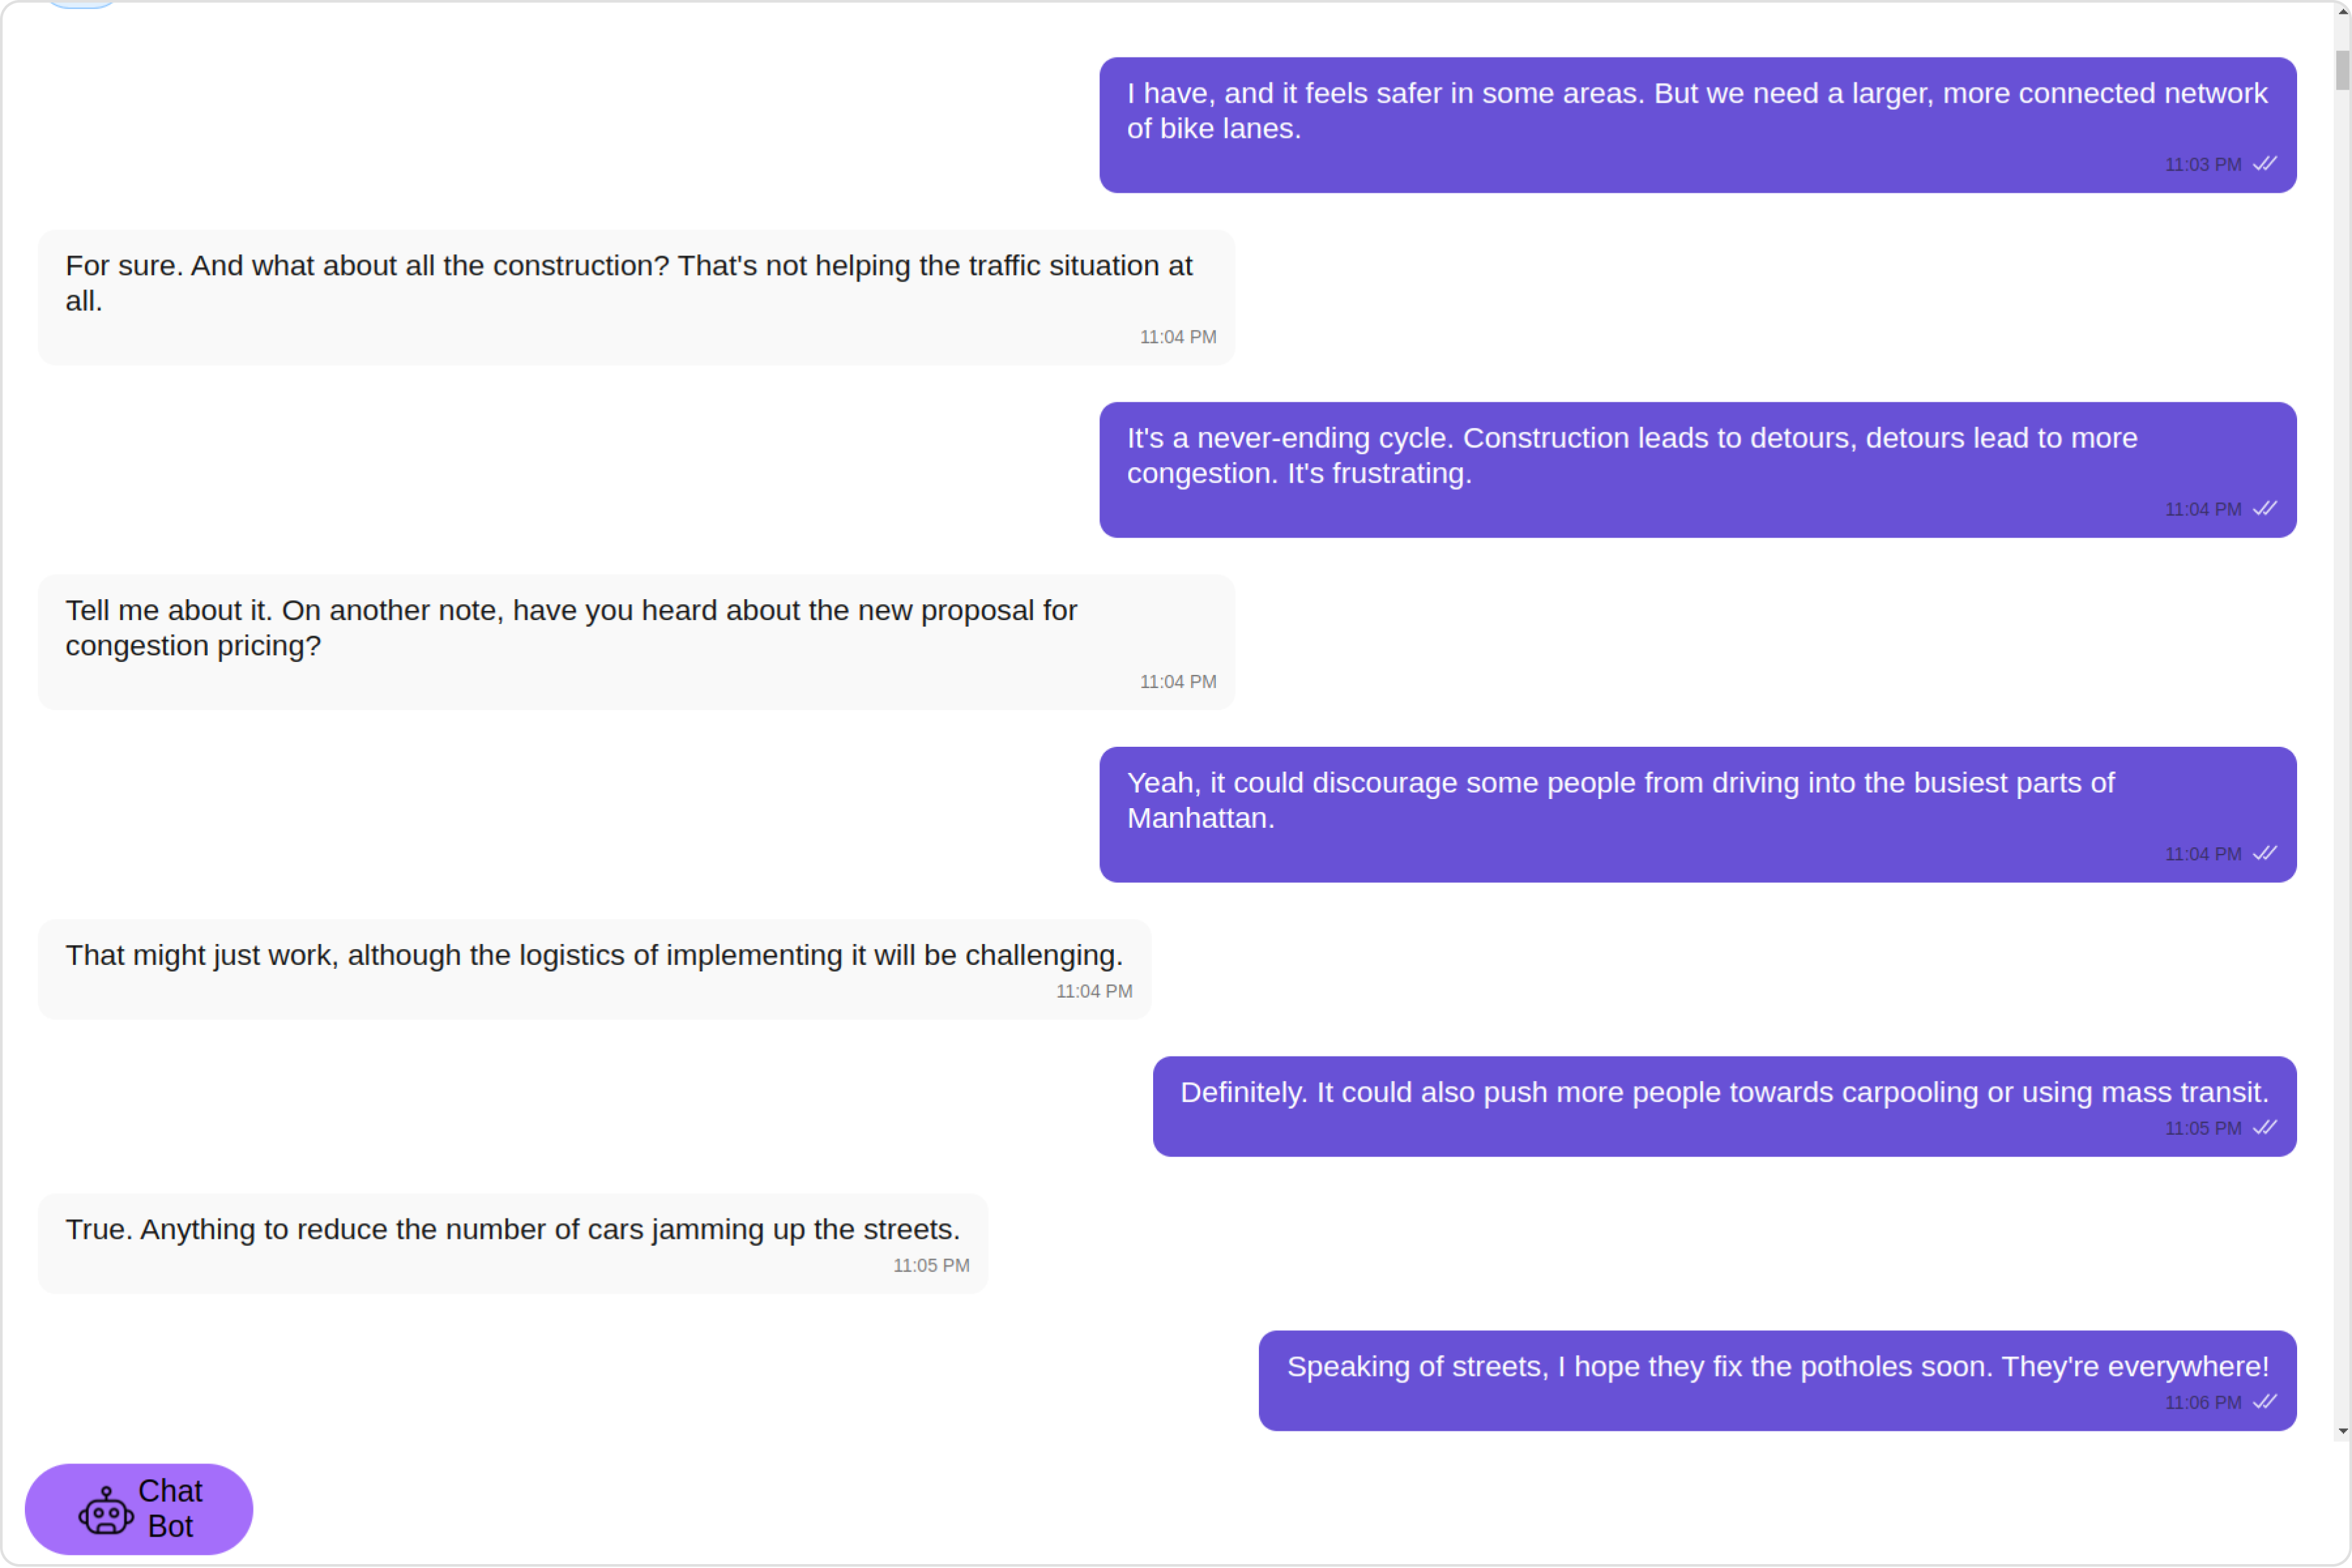 I have, and it feels safer in some areas. But we need a larger, more connected network
of bike lanes.
11:03 PM
For sure. And what about all the construction? That's not helping the traffic situation at
all.
11:04 PM
It's a never-ending cycle. Construction leads to detours, detours lead to more
congestion. It's frustrating.
11:04 PM
Tell me about it. On another note, have you heard about the new proposal for
congestion pricing?
11:04 PM
Yeah, it could discourage some people from driving into the busiest parts of
Manhattan.
11:04 PM
That might just work, although the logistics of implementing it will be challenging.
11:04 PM
Definitely. It could also push more people towards carpooling or using mass transit.
11:05 PM
True. Anything to reduce the number of cars jamming up the streets.
11:05 PM
Speaking of streets, I hope they fix the potholes soon. They're everywhere!
11:06 PM
Chat
Bot